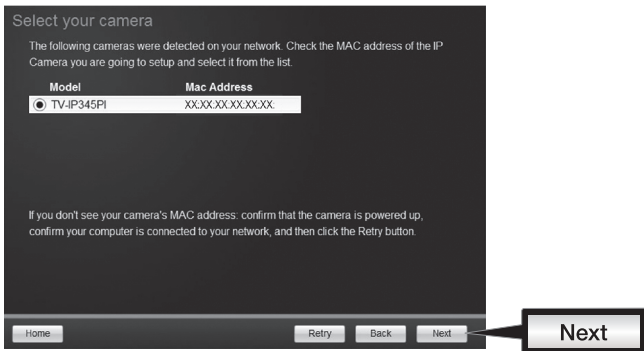 Select your camera
The following cameras were detected on your network. Check the MAC address of the IP
Camera you are going to setup and select it from the list.
Model Mac Address
TV-IP345PI XX:XX:XX:XX:XX:XX:
If you don't see your camera's MAC address: confirm that the camera is powered up,
confirm your computer is connected to your network, and then click the Retry button.
Home Retry Back Next Next